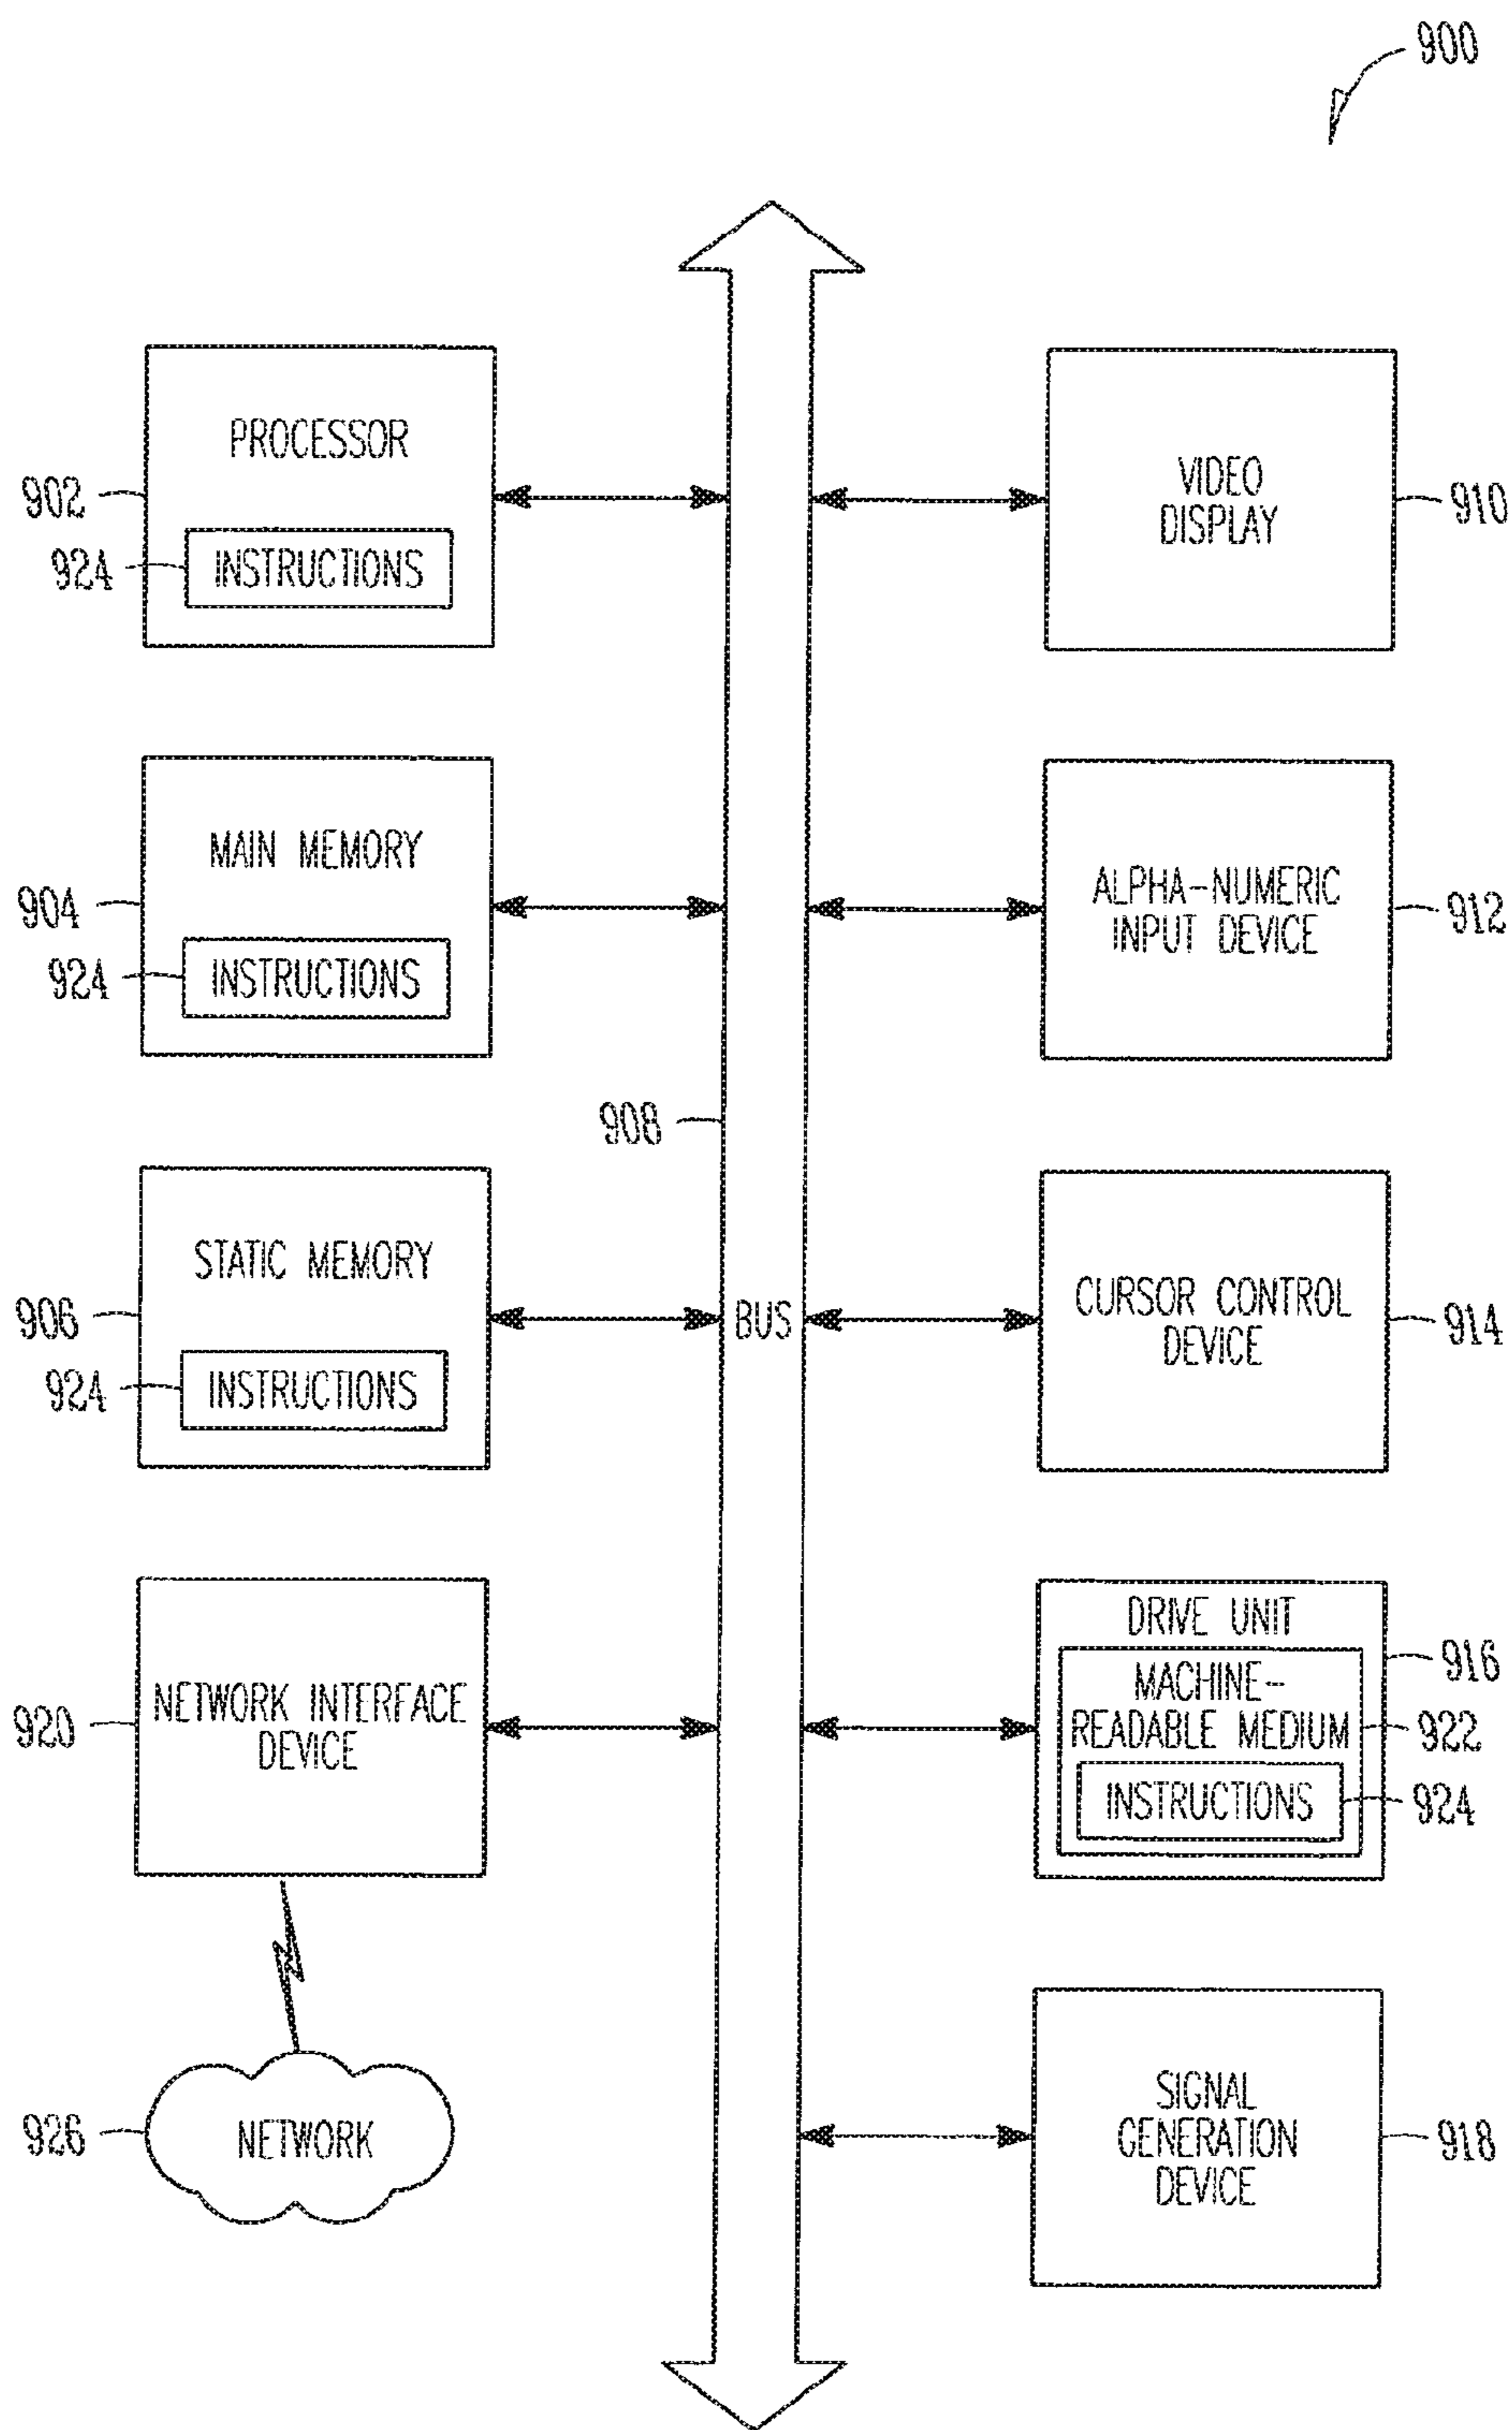 900
PROCESSOR
902
924
INSTRUCTIONS
VIDEO
DISPLAY
910
MAIN MEMORY
904
924
INSTRUCTIONS
ALPHA-NUMERIC
INPUT DEVICE
912
908
STATIC MEMORY
906
924
INSTRUCTIONS
BUS
CURSOR CONTROL
DEVICE
914
NETWORK INTERFACE
DEVICE
920
DRIVE UNIT
916
MACHINE-
READABLE MEDIUM
922
INSTRUCTIONS
924
926
NETWORK
SIGNAL
GENERATION
DEVICE
918